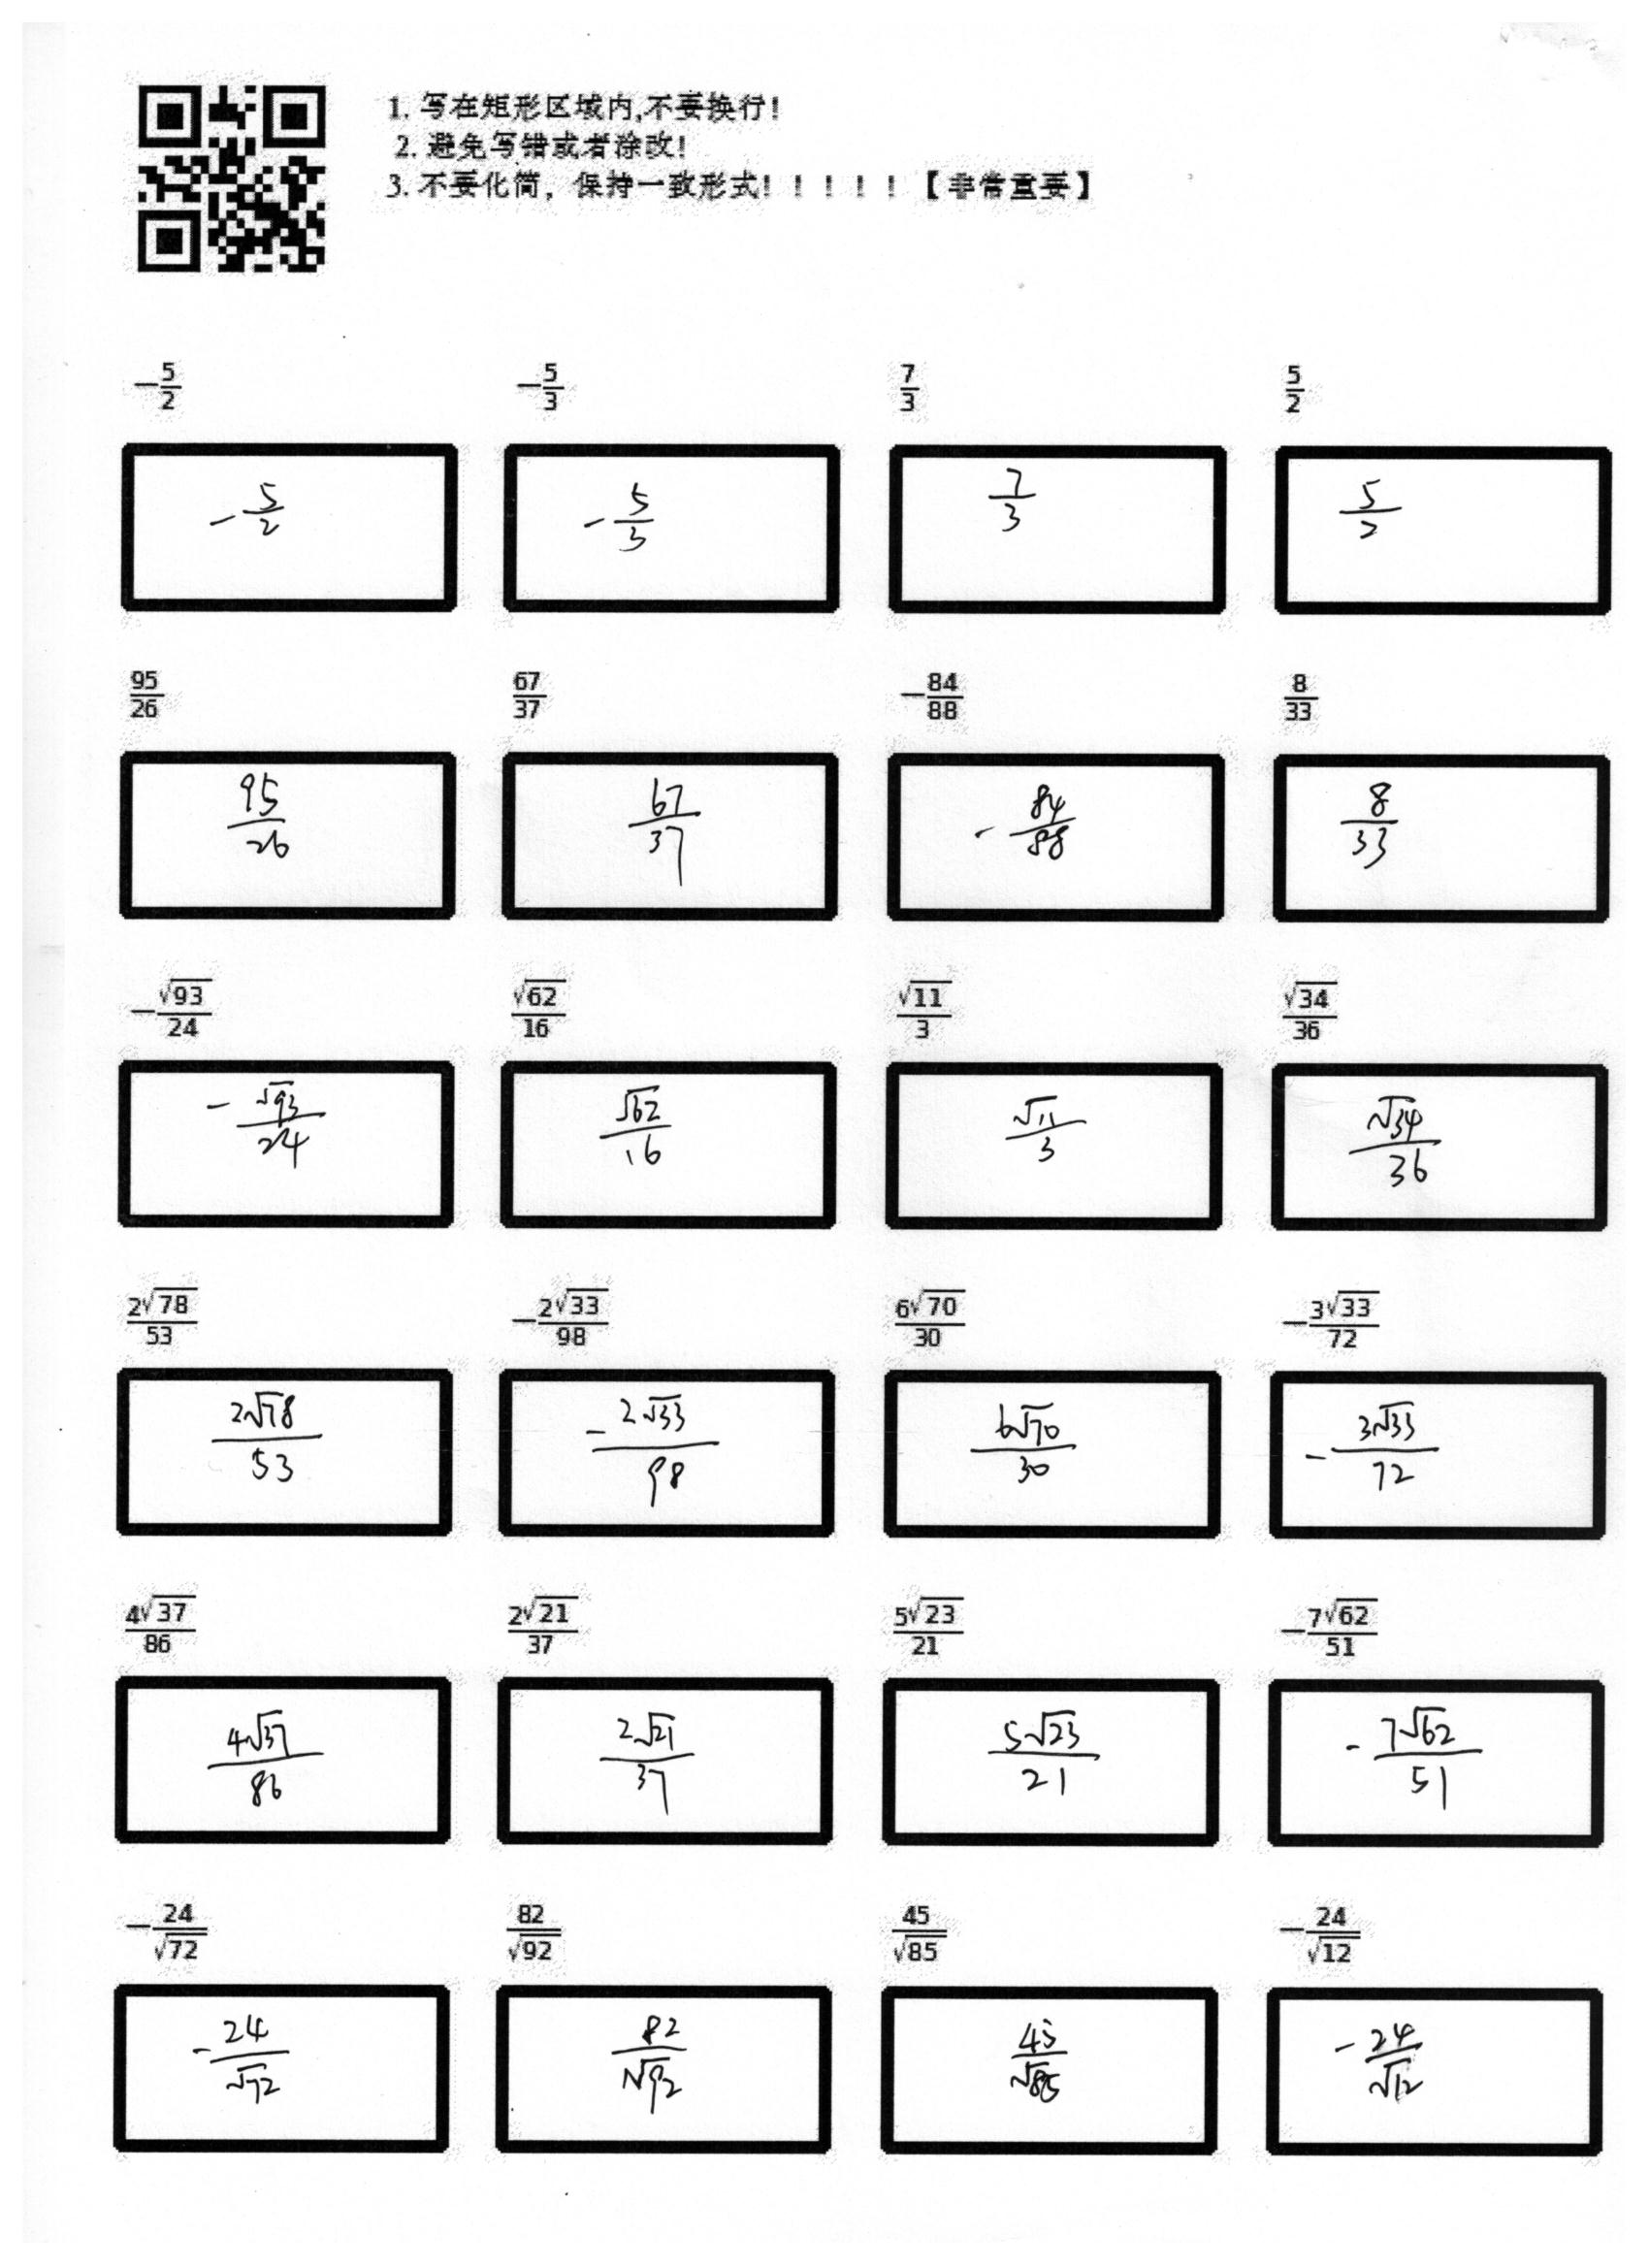 1. 写在矩形区域内,不要换行!
2. 避免写错或者涂改!
3. 不要化简，保持一致形式！！！！！【非常重要】
$-\frac{5}{2}$ $-\frac{5}{3}$ $\frac{7}{3}$ $\frac{5}{2}$
$-\frac{5}{2}$ $-\frac{5}{3}$ $\frac{7}{3}$ $\frac{5}{2}$
$\frac{95}{26}$ $\frac{67}{37}$ $-\frac{84}{88}$ $\frac{8}{33}$
$\frac{95}{26}$ $\frac{67}{37}$ $-\frac{84}{88}$ $\frac{8}{33}$
$-\frac{\sqrt{93}}{24}$ $\frac{\sqrt{62}}{16}$ $\frac{\sqrt{11}}{3}$ $\frac{\sqrt{34}}{36}$
$-\frac{\sqrt{93}}{24}$ $\frac{\sqrt{62}}{16}$ $\frac{\sqrt{11}}{3}$ $\frac{\sqrt{34}}{36}$
$\frac{2\sqrt{78}}{53}$ $-\frac{2\sqrt{33}}{98}$ $\frac{6\sqrt{70}}{30}$ $-\frac{3\sqrt{33}}{72}$
$\frac{2\sqrt{78}}{53}$ $-\frac{2\sqrt{33}}{98}$ $\frac{6\sqrt{70}}{30}$ $-\frac{3\sqrt{33}}{72}$
$\frac{4\sqrt{37}}{86}$ $\frac{2\sqrt{21}}{37}$ $\frac{5\sqrt{23}}{21}$ $-\frac{7\sqrt{62}}{51}$
$\frac{4\sqrt{37}}{86}$ $\frac{2\sqrt{21}}{37}$ $\frac{5\sqrt{23}}{21}$ $-\frac{7\sqrt{62}}{51}$
$-\frac{24}{\sqrt{72}}$ $\frac{82}{\sqrt{92}}$ $\frac{45}{\sqrt{85}}$ $-\frac{24}{\sqrt{12}}$
$-\frac{24}{\sqrt{72}}$ $\frac{82}{\sqrt{92}}$ $\frac{45}{\sqrt{85}}$ $-\frac{24}{\sqrt{12}}$